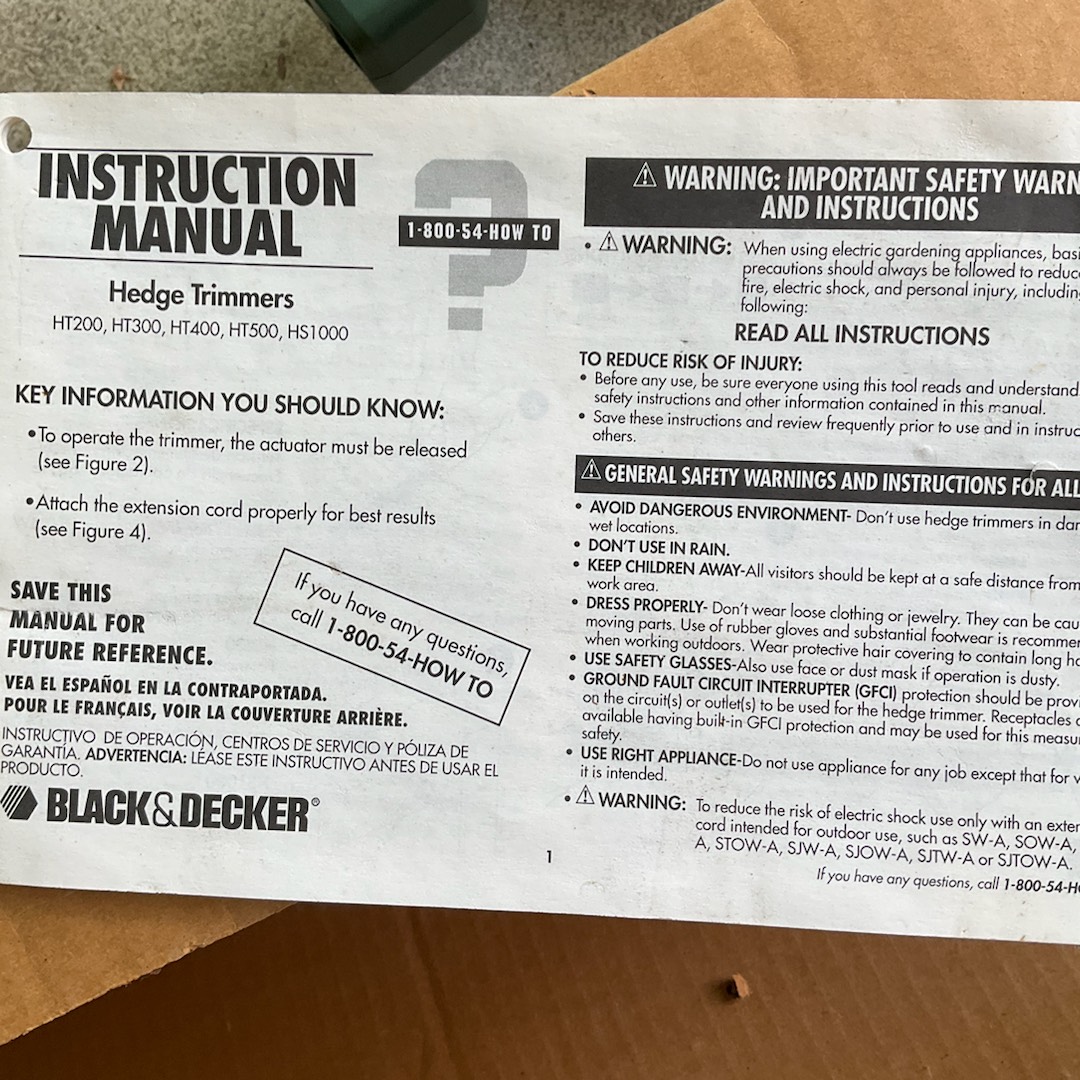 INSTRUCTION
MANUAL
Hedge Trimmers
HT200, HT300, HT400, HT500, HS1000
?
1-800-54-HOW TO
KEY INFORMATION YOU SHOULD KNOW:
•To operate the trimmer, the actuator must be released
(see Figure 2).
•Attach the extension cord properly for best results
(see Figure 4).
SAVE THIS
MANUAL FOR
FUTURE REFERENCE.
If you have any questions,
call 1-800-54-HOW TO
VEA EL ESPAÑOL EN LA CONTRAPORTADA.
POUR LE FRANÇAIS, VOIR LA COUVERTURE ARRIÈRE.
INSTRUCTIVO DE OPERACIÓN, CENTROS DE SERVICIO Y PÓLIZA DE
GARANTÍA. ADVERTENCIA: LÉASE ESTE INSTRUCTIVO ANTES DE USAR EL
PRODUCTO.
BLACK&DECKER®
1
⚠ WARNING: IMPORTANT SAFETY WARN
AND INSTRUCTIONS
• ⚠ WARNING: When using electric gardening appliances, basi
precautions should always be followed to reduc
fire, electric shock, and personal injury, includin
following:
READ ALL INSTRUCTIONS
TO REDUCE RISK OF INJURY:
• Before any use, be sure everyone using this tool reads and understand
safety instructions and other information contained in this manual.
• Save these instructions and review frequently prior to use and in instruc
others.
⚠ GENERAL SAFETY WARNINGS AND INSTRUCTIONS FOR ALL
• AVOID DANGEROUS ENVIRONMENT- Don't use hedge trimmers in dam
wet locations.
• DON'T USE IN RAIN.
• KEEP CHILDREN AWAY-All visitors should be kept at a safe distance from
work area.
• DRESS PROPERLY- Don't wear loose clothing or jewelry. They can be cau
moving parts. Use of rubber gloves and substantial footwear is recommen
when working outdoors. Wear protective hair covering to contain long ha
• USE SAFETY GLASSES-Also use face or dust mask if operation is dusty.
• GROUND FAULT CIRCUIT INTERRUPTER (GFCI) protection should be provi
on the circuit(s) or outlet(s) to be used for the hedge trimmer. Receptacles
available having built-in GFCI protection and may be used for this measu
safety.
• USE RIGHT APPLIANCE-Do not use appliance for any job except that for
it is intended.
• ⚠ WARNING: To reduce the risk of electric shock use only with an exten
cord intended for outdoor use, such as SW-A, SOW-A,
A, STOW-A, SJW-A, SJOW-A, SJTW-A or SJTOW-A.
If you have any questions, call 1-800-54-H